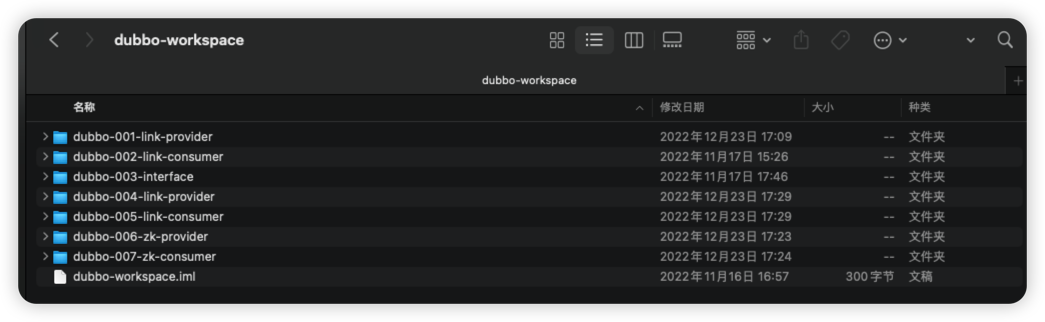 dubbo-workspace
dubbo-workspace
名称 修改日期 大小 种类
dubbo-001-link-provider 2022年12月23日 17:09 -- 文件夹
dubbo-002-link-consumer 2022年11月17日 15:26 -- 文件夹
dubbo-003-interface 2022年11月17日 17:46 -- 文件夹
dubbo-004-link-provider 2022年12月23日 17:29 -- 文件夹
dubbo-005-link-consumer 2022年12月23日 17:29 -- 文件夹
dubbo-006-zk-provider 2022年12月23日 17:23 -- 文件夹
dubbo-007-zk-consumer 2022年12月23日 17:24 -- 文件夹
dubbo-workspace.iml 2022年11月16日 16:57 300字节 文稿